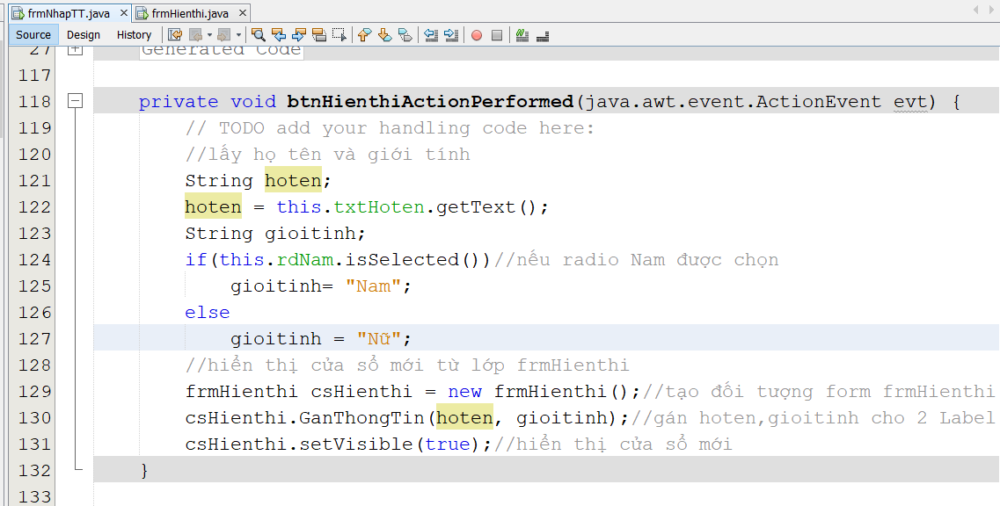 frmNhapTT.java frmHienthi.java
Source Design History
27 Generated Code
117
118 private void btnHienthiActionPerformed(java.awt.event.ActionEvent evt) {
119 // TODO add your handling code here:
120 //lấy họ tên và giới tính
121 String hoten;
122 hoten = this.txtHoten.getText();
123 String gioitinh;
124 if(this.rdNam.isSelected())//nếu radio Nam được chọn
125 gioitinh= "Nam";
126 else
127 gioitinh = "Nữ";
128 //hiển thị cửa sổ mới từ lớp frmHienthi
129 frmHienthi csHienthi = new frmHienthi();//tạo đối tượng form frmHienthi
130 csHienthi.GanThongTin(hoten, gioitinh);//gán hoten,gioitinh cho 2 Label
131 csHienthi.setVisible(true);//hiển thị cửa sổ mới
132 }
133